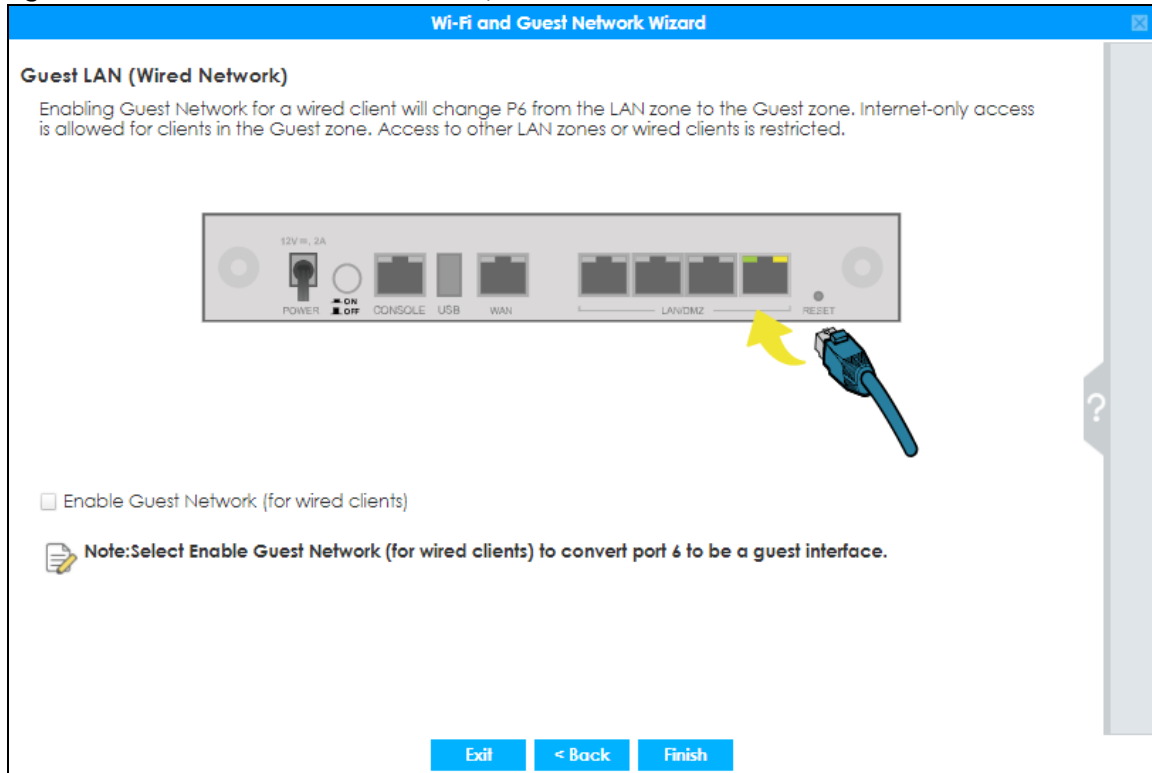 Wi-Fi and Guest Network Wizard
Guest LAN (Wired Network)
Enabling Guest Network for a wired client will change P6 from the LAN zone to the Guest zone. Internet-only access
is allowed for clients in the Guest zone. Access to other LAN zones or wired clients is restricted.
12V⎓, 2A
ON
OFF
POWER CONSOLE USB WAN LAN/DMZ RESET
?
Enable Guest Network (for wired clients)
Note:Select Enable Guest Network (for wired clients) to convert port 6 to be a guest interface.
Exit < Back Finish